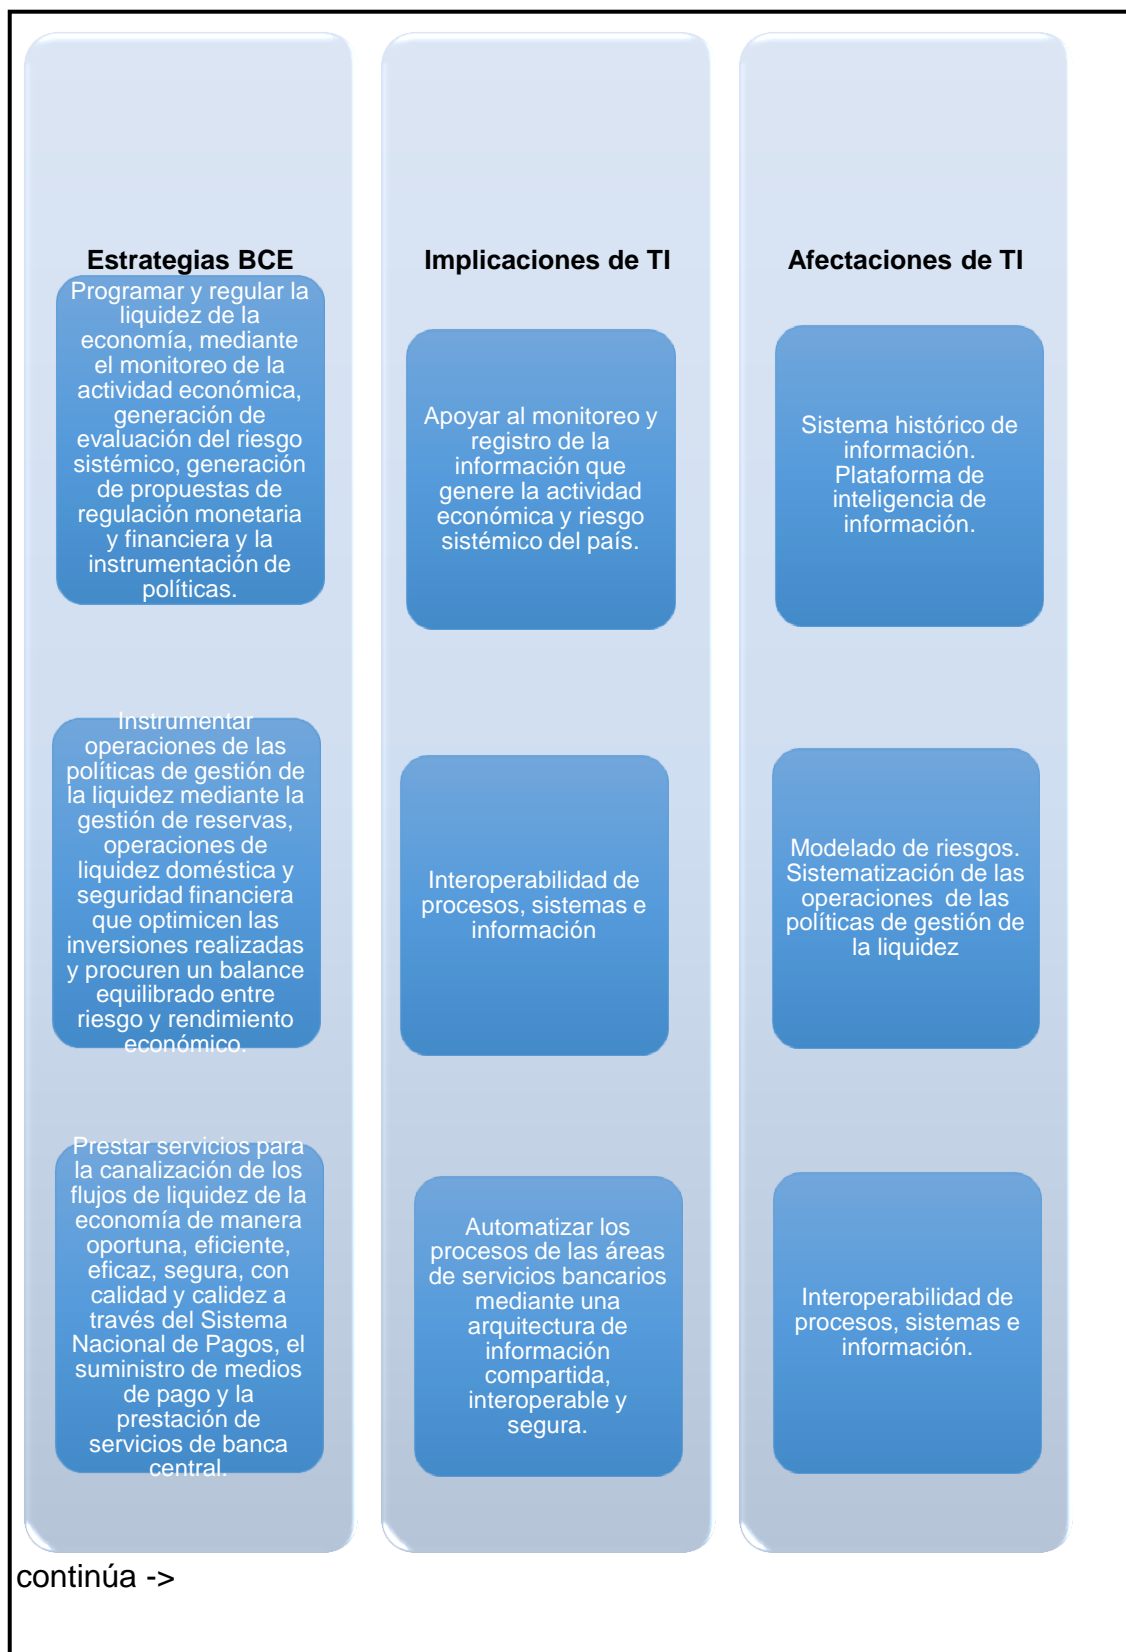 Estrategias BCE
Programar y regular la
liquidez de la
economía, mediante
el monitoreo de la
actividad económica,
generación de
evaluación del riesgo
sistémico, generación
de propuestas de
regulación monetaria
y financiera y la
instrumentación de
políticas.
Instrumentar
operaciones de las
políticas de gestión de
la liquidez mediante la
gestión de reservas,
operaciones de
liquidez doméstica y
seguridad financiera
que optimicen las
inversiones realizadas
y procuren un balance
equilibrado entre
riesgo y rendimiento
económico.
Prestar servicios para
la canalización de los
flujos de liquidez de la
economía de manera
oportuna, eficiente,
eficaz, segura, con
calidad y calidez a
través del Sistema
Nacional de Pagos, el
suministro de medios
de pago y la
prestación de
servicios de banca
central.
Implicaciones de TI
Apoyar al monitoreo y
registro de la
información que
genere la actividad
económica y riesgo
sistémico del país.
Interoperabilidad de
procesos, sistemas e
información
Automatizar los
procesos de las áreas
de servicios bancarios
mediante una
arquitectura de
información
compartida,
interoperable y
segura.
Afectaciones de TI
Sistema histórico de
información.
Plataforma de
inteligencia de
información.
Modelado de riesgos.
Sistematización de las
operaciones de las
políticas de gestión de
la liquidez
Interoperabilidad de
procesos, sistemas e
información.
continúa ->